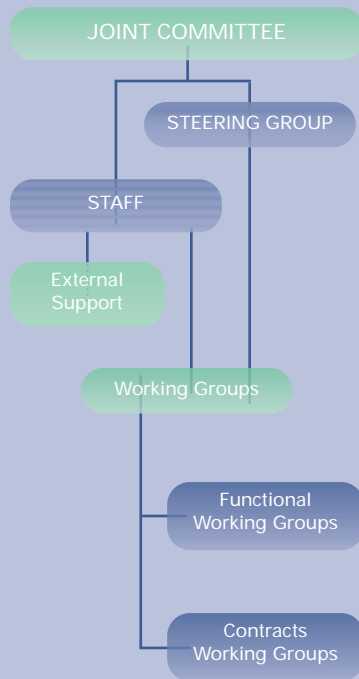 JOINT COMMITTEE
STEERING GROUP
STAFF
External
Support
Working Groups
Functional
Working Groups
Contracts
Working Groups